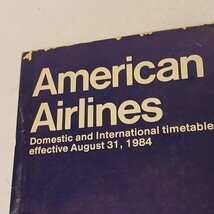 American
Airlines
Domestic and International timetable
effective August 31, 1984